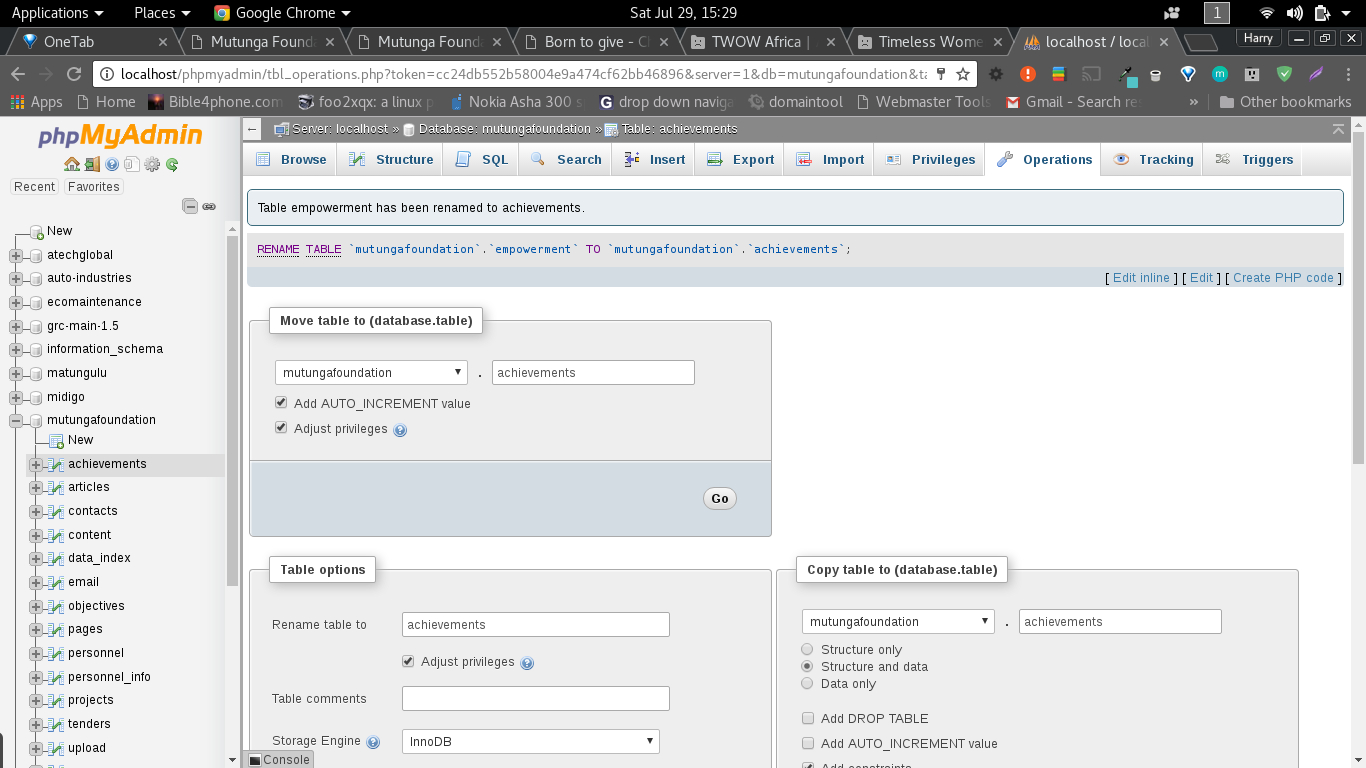 Applications Places Google Chrome Sat Jul 29, 15:29 1
OneTab Mutunga Found Mutunga Found Born to give - C TWOW Africa | Timeless Wome localhost / local Harry
localhost/phpmyadmin/tbl_operations.php?token=cc24db552b58004e9a474cf62bb46896&server=1&db=mutungafoundation&ta
Apps Home Bible4phone.com foo2xqx: a linux p Nokia Asha 300 s drop down naviga domaintool Webmaster Tools Gmail - Search re » Other bookmarks
phpMyAdmin
Recent Favorites
New
atechglobal
auto-industries
ecomaintenance
grc-main-1.5
information_schema
matungulu
midigo
mutungafoundation
New
achievements
articles
contacts
content
data_index
email
objectives
pages
personnel
personnel_info
projects
tenders
upload
Server: localhost » Database: mutungafoundation » Table: achievements
Browse Structure SQL Search Insert Export Import Privileges Operations Tracking Triggers
Table empowerment has been renamed to achievements.
RENAME TABLE `mutungafoundation`.`empowerment` TO `mutungafoundation`.`achievements`;
[ Edit inline ] [ Edit ] [ Create PHP code ]
Move table to (database.table)
mutungafoundation . achievements
Add AUTO_INCREMENT value
Adjust privileges
Go
Table options
Rename table to achievements
Adjust privileges
Table comments
Storage Engine InnoDB
Copy table to (database.table)
mutungafoundation . achievements
Structure only
Structure and data
Data only
Add DROP TABLE
Add AUTO_INCREMENT value
Add constraints
Console